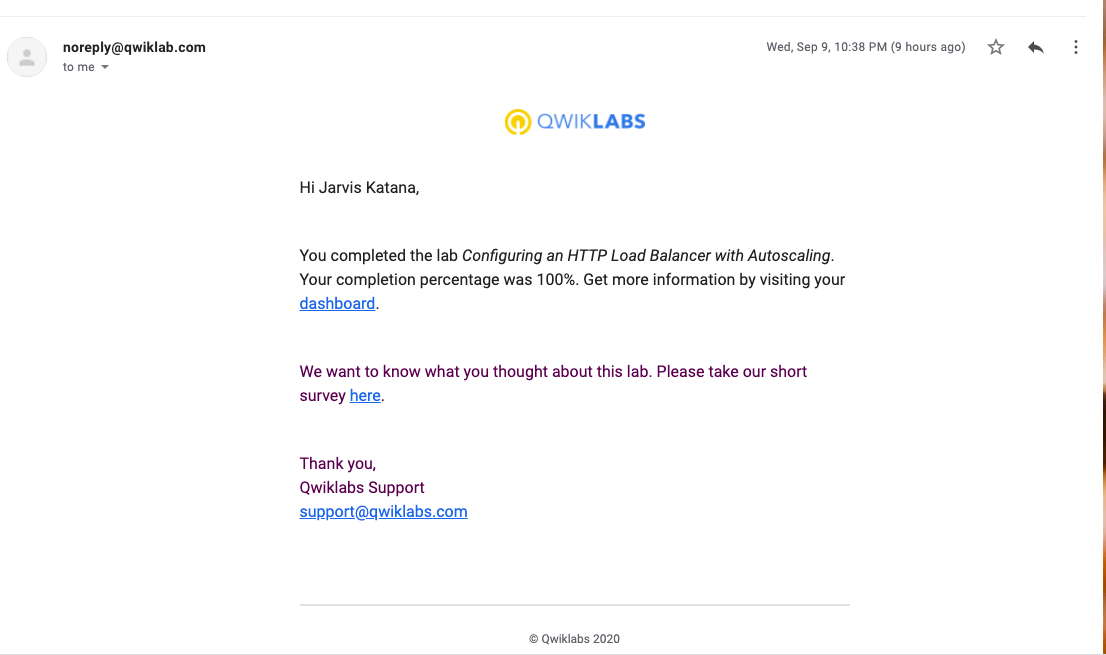 noreply@qwiklab.com
Wed, Sep 9, 10:38 PM (9 hours ago)
to me
QWIKLABS
Hi Jarvis Katana,
You completed the lab Configuring an HTTP Load Balancer with Autoscaling.
Your completion percentage was 100%. Get more information by visiting your
dashboard.
We want to know what you thought about this lab. Please take our short
survey here.
Thank you,
Qwiklabs Support
support@qwiklabs.com
© Qwiklabs 2020